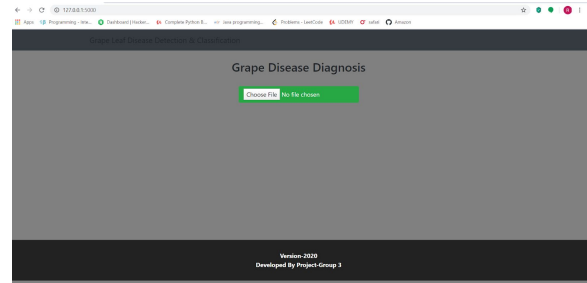 127.0.0.1:5000
Apps Programming - Inte... Dashboard | Hacker... Complete Python B... Java programming... Problems - LeetCode UDEMY safari Amazon
Grape Leaf Disease Detection & Classification
Grape Disease Diagnosis
Choose File No file chosen
Version-2020
Developed By Project-Group 3